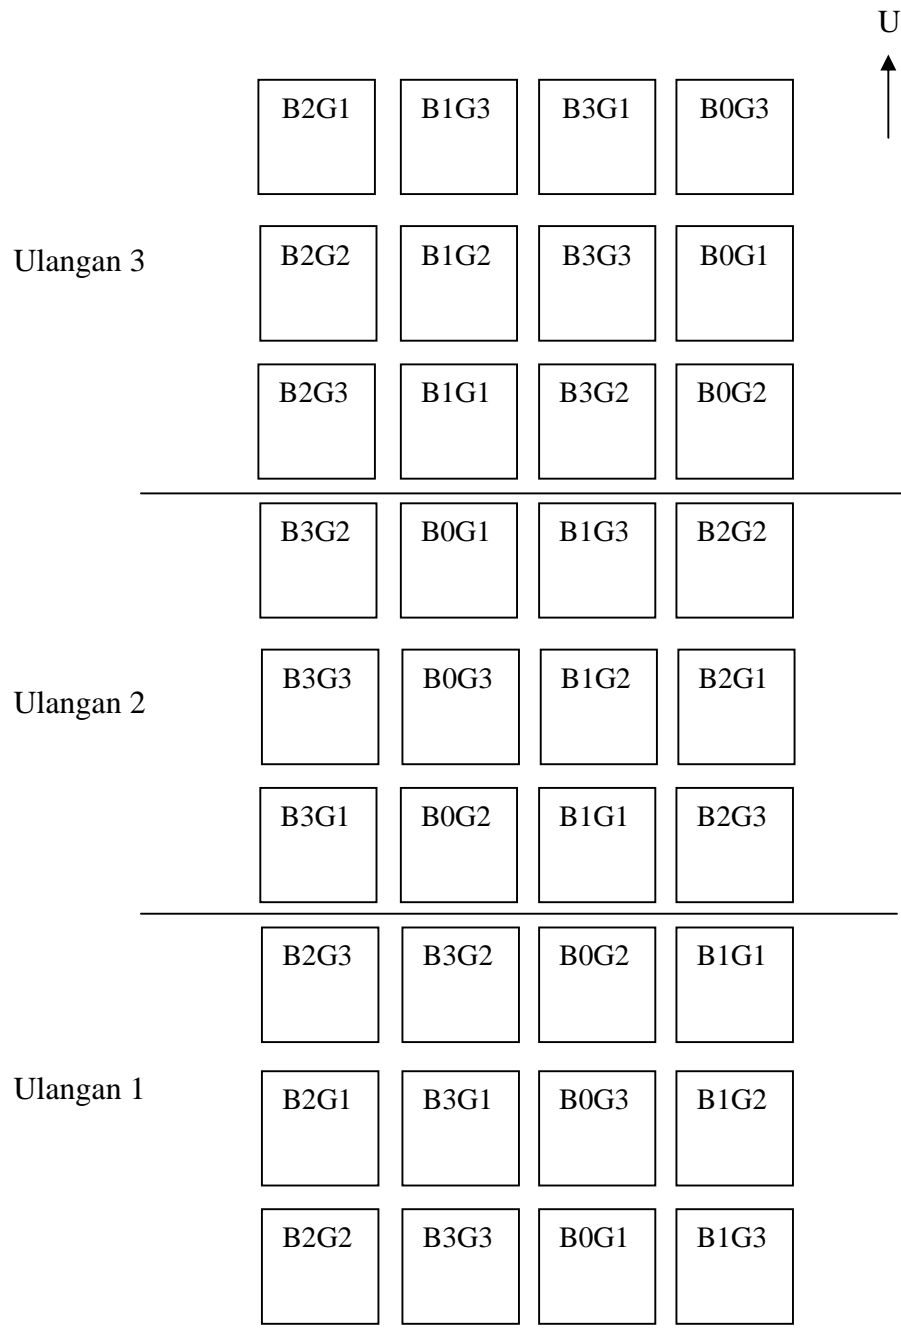 U
B2G1 B1G3 B3G1 B0G3
Ulangan 3 B2G2 B1G2 B3G3 B0G1
B2G3 B1G1 B3G2 B0G2
B3G2 B0G1 B1G3 B2G2
Ulangan 2 B3G3 B0G3 B1G2 B2G1
B3G1 B0G2 B1G1 B2G3
B2G3 B3G2 B0G2 B1G1
Ulangan 1 B2G1 B3G1 B0G3 B1G2
B2G2 B3G3 B0G1 B1G3